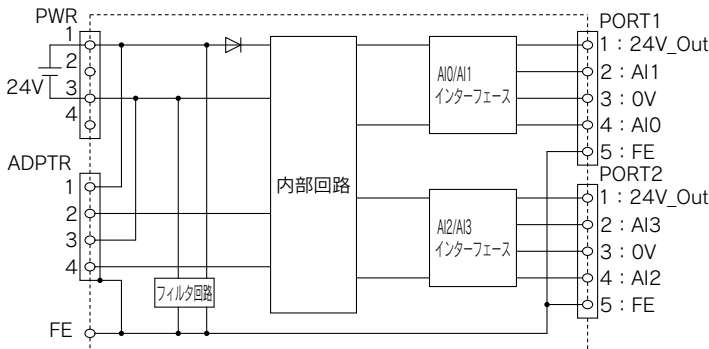 PWR
1
2
3
4
24V
ADPTR
1
2
3
4
FE
フィルタ回路
内部回路
AI0/AI1
インターフェース
AI2/AI3
インターフェース
PORT1
1：24V_Out
2：AI1
3：0V
4：AI0
5：FE
PORT2
1：24V_Out
2：AI3
3：0V
4：AI2
5：FE